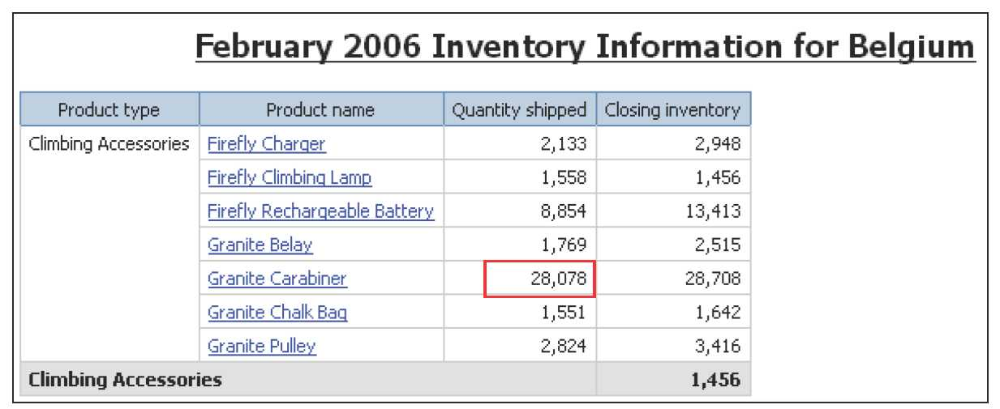 February 2006 Inventory Information for Belgium
Product type Product name Quantity shipped Closing inventory
Climbing Accessories Firefly Charger 2,133 2,948
Firefly Climbing Lamp 1,558 1,456
Firefly Rechargeable Battery 8,854 13,413
Granite Belay 1,769 2,515
Granite Carabiner 28,078 28,708
Granite Chalk Bag 1,551 1,642
Granite Pulley 2,824 3,416
Climbing Accessories 1,456